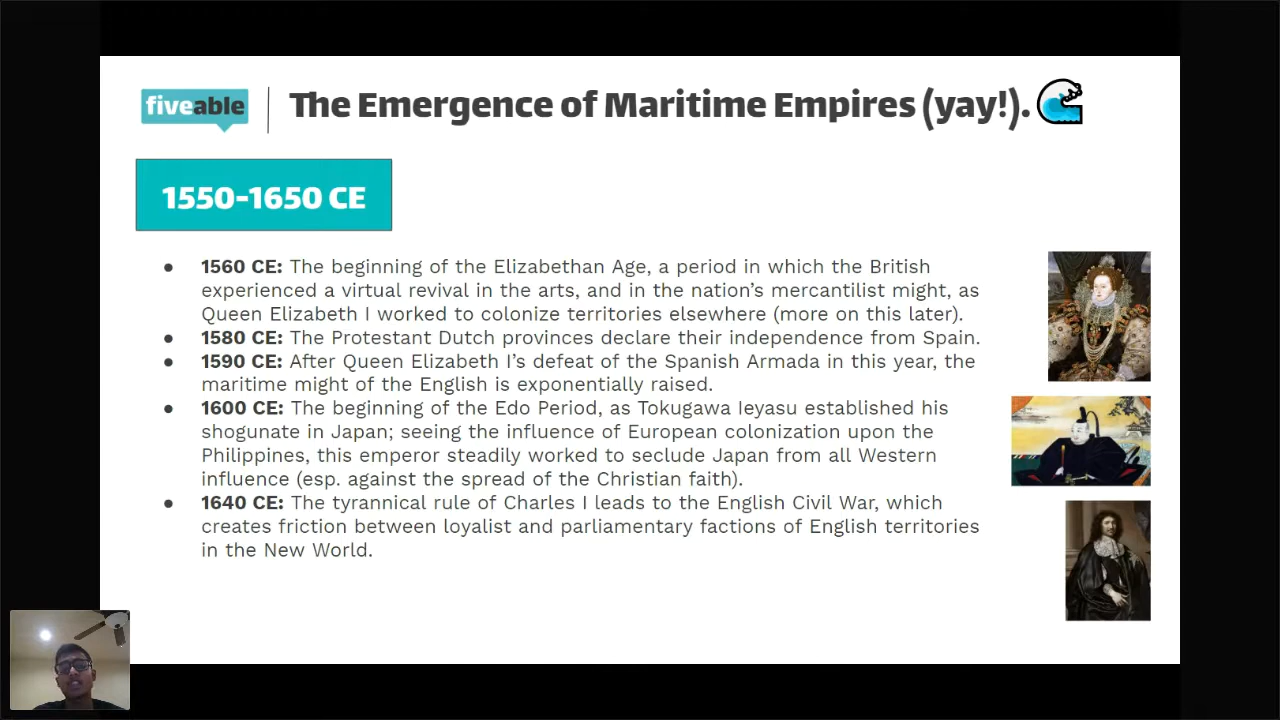 fiveable
The Emergence of Maritime Empires (yay!).
1550-1650 CE
● 1560 CE: The beginning of the Elizabethan Age, a period in which the British
experienced a virtual revival in the arts, and in the nation's mercantilist might, as
Queen Elizabeth I worked to colonize territories elsewhere (more on this later).
● 1580 CE: The Protestant Dutch provinces declare their independence from Spain.
● 1590 CE: After Queen Elizabeth I's defeat of the Spanish Armada in this year, the
maritime might of the English is exponentially raised.
● 1600 CE: The beginning of the Edo Period, as Tokugawa Ieyasu established his
shogunate in Japan; seeing the influence of European colonization upon the
Philippines, this emperor steadily worked to seclude Japan from all Western
influence (esp. against the spread of the Christian faith).
● 1640 CE: The tyrannical rule of Charles I leads to the English Civil War, which
creates friction between loyalist and parliamentary factions of English territories
in the New World.